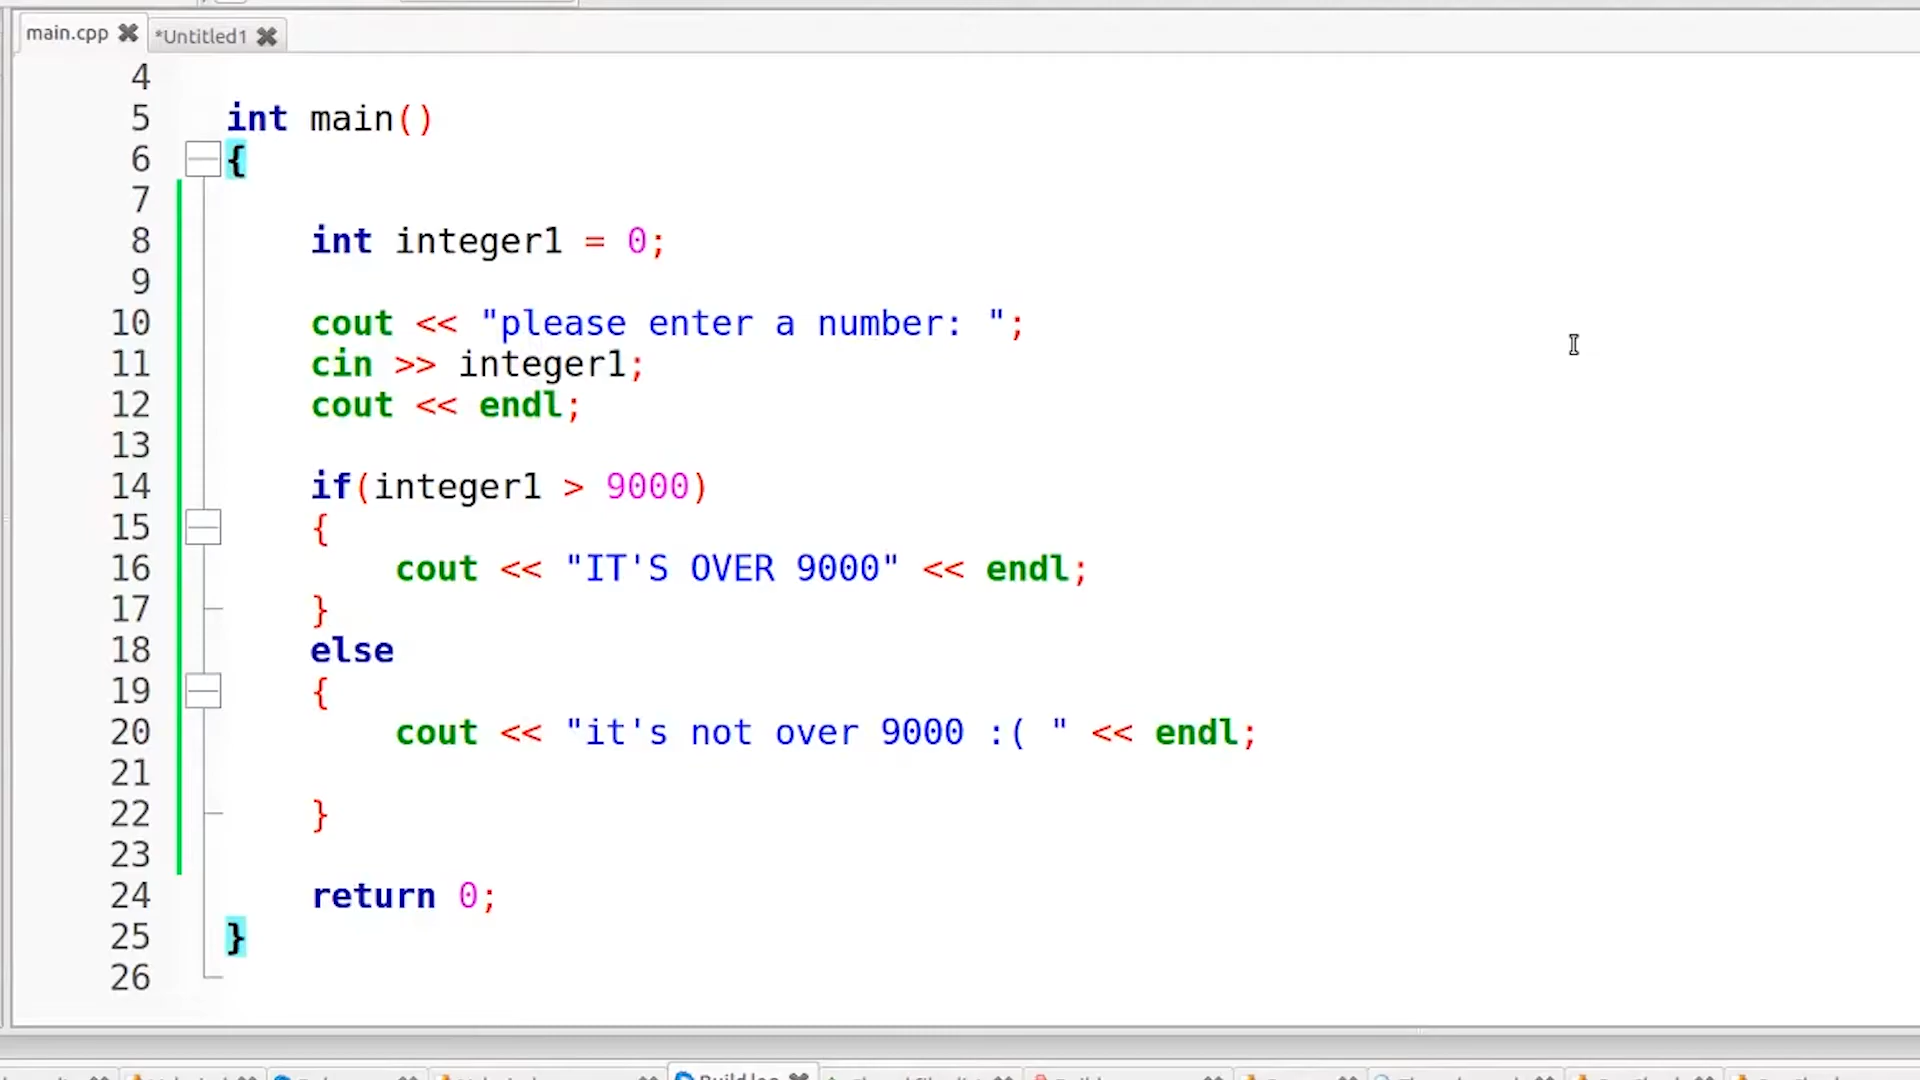 main.cpp *Untitled1
4
5 int main()
6 {
7
8 int integer1 = 0;
9
10 cout << "please enter a number: ";
11 cin >> integer1;
12 cout << endl;
13
14 if(integer1 > 9000)
15 {
16 cout << "IT'S OVER 9000" << endl;
17 }
18 else
19 {
20 cout << "it's not over 9000 :( " << endl;
21
22 }
23
24 return 0;
25 }
26